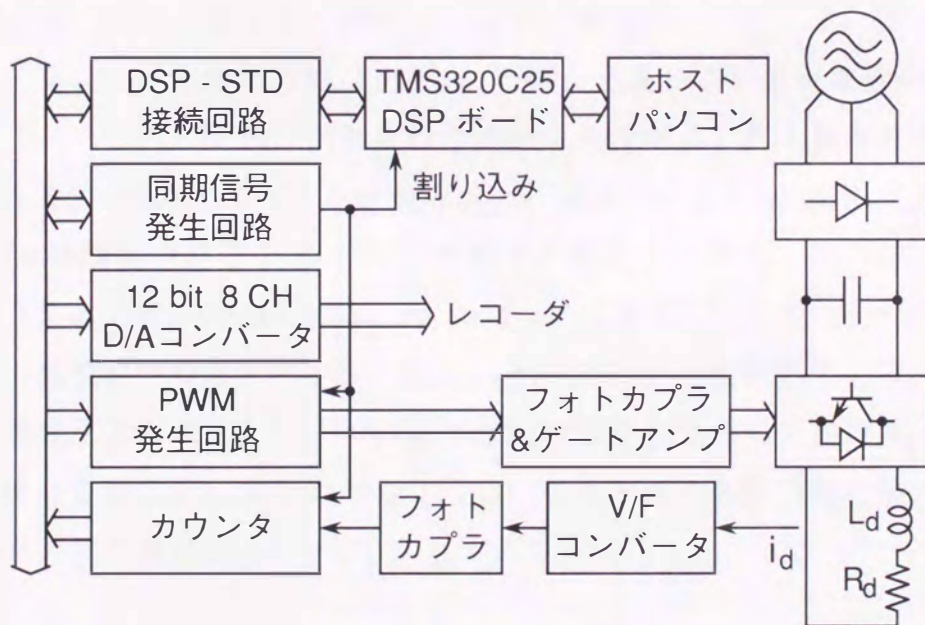 DSP - STD
接続回路
TMS320C25
DSP ボード
ホスト
パソコン
同期信号
発生回路
割り込み
12 bit 8 CH
D/Aコンバータ
レコーダ
PWM
発生回路
フォトカプラ
&ゲートアンプ
カウンタ
フォト
カプラ
V/F
コンバータ
id
Ld
Rd